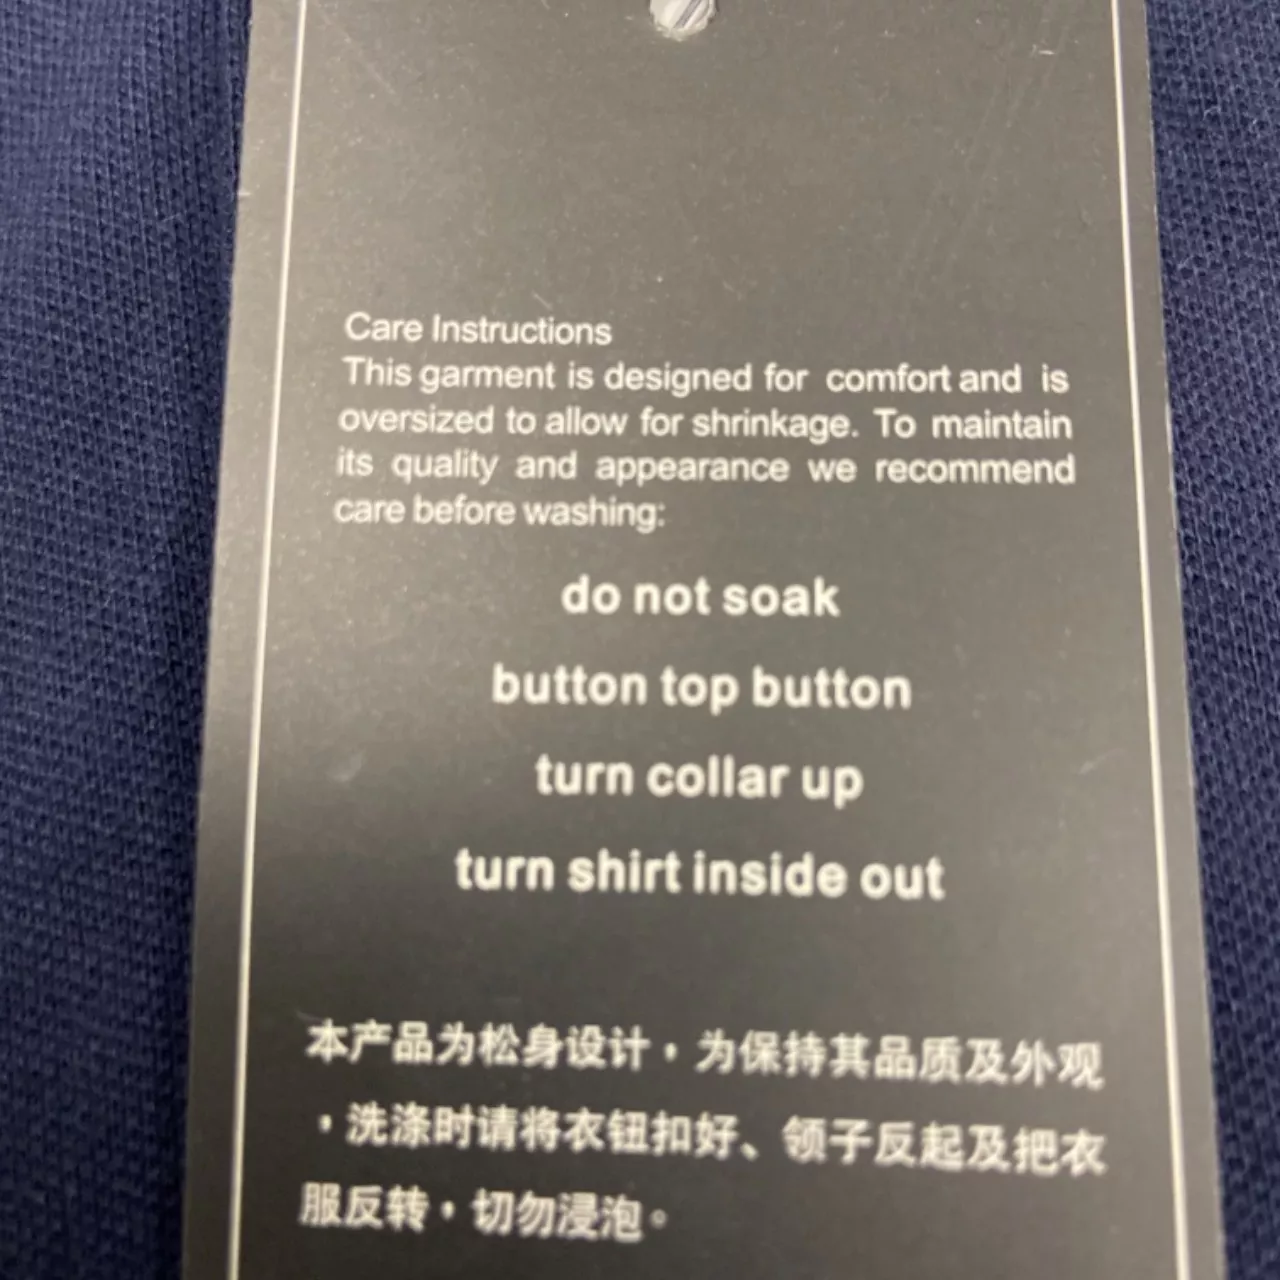 Care Instructions
This garment is designed for comfort and is
oversized to allow for shrinkage. To maintain
its quality and appearance we recommend
care before washing:
do not soak
button top button
turn collar up
turn shirt inside out
本产品为松身设计，为保持其品质及外观
，洗涤时请将衣钮扣好、领子反起及把衣
服反转，切勿浸泡。